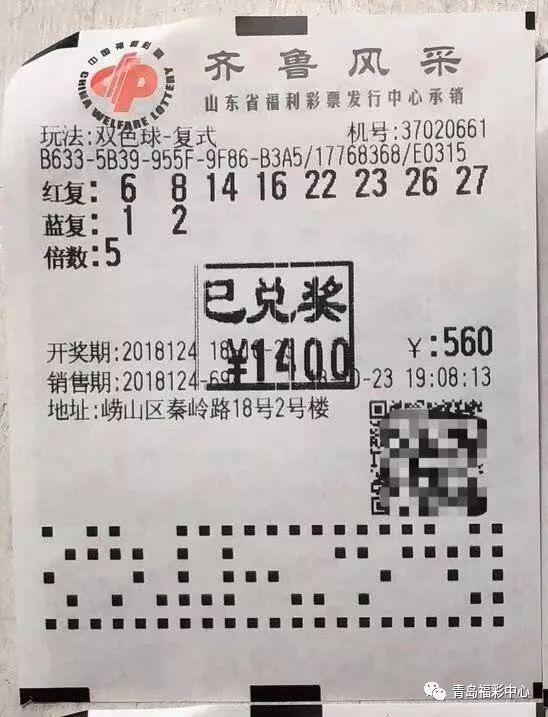 中国福利彩票
CHINA WELFARE LOTTERY
齐鲁风采
山东省福利彩票发行中心承销
玩法:双色球-复式 机号:37020661
B633-5B39-955F-9F86-B3A5/17768368/E0315
红复: 6 8 14 16 22 23 26 27
蓝复: 1 2
倍数:5
已兑奖
¥1400
开奖期:2018124 ¥:560
销售期:2018124-69 -23 19:08:13
地址:崂山区秦岭路18号2号楼
青岛福彩中心